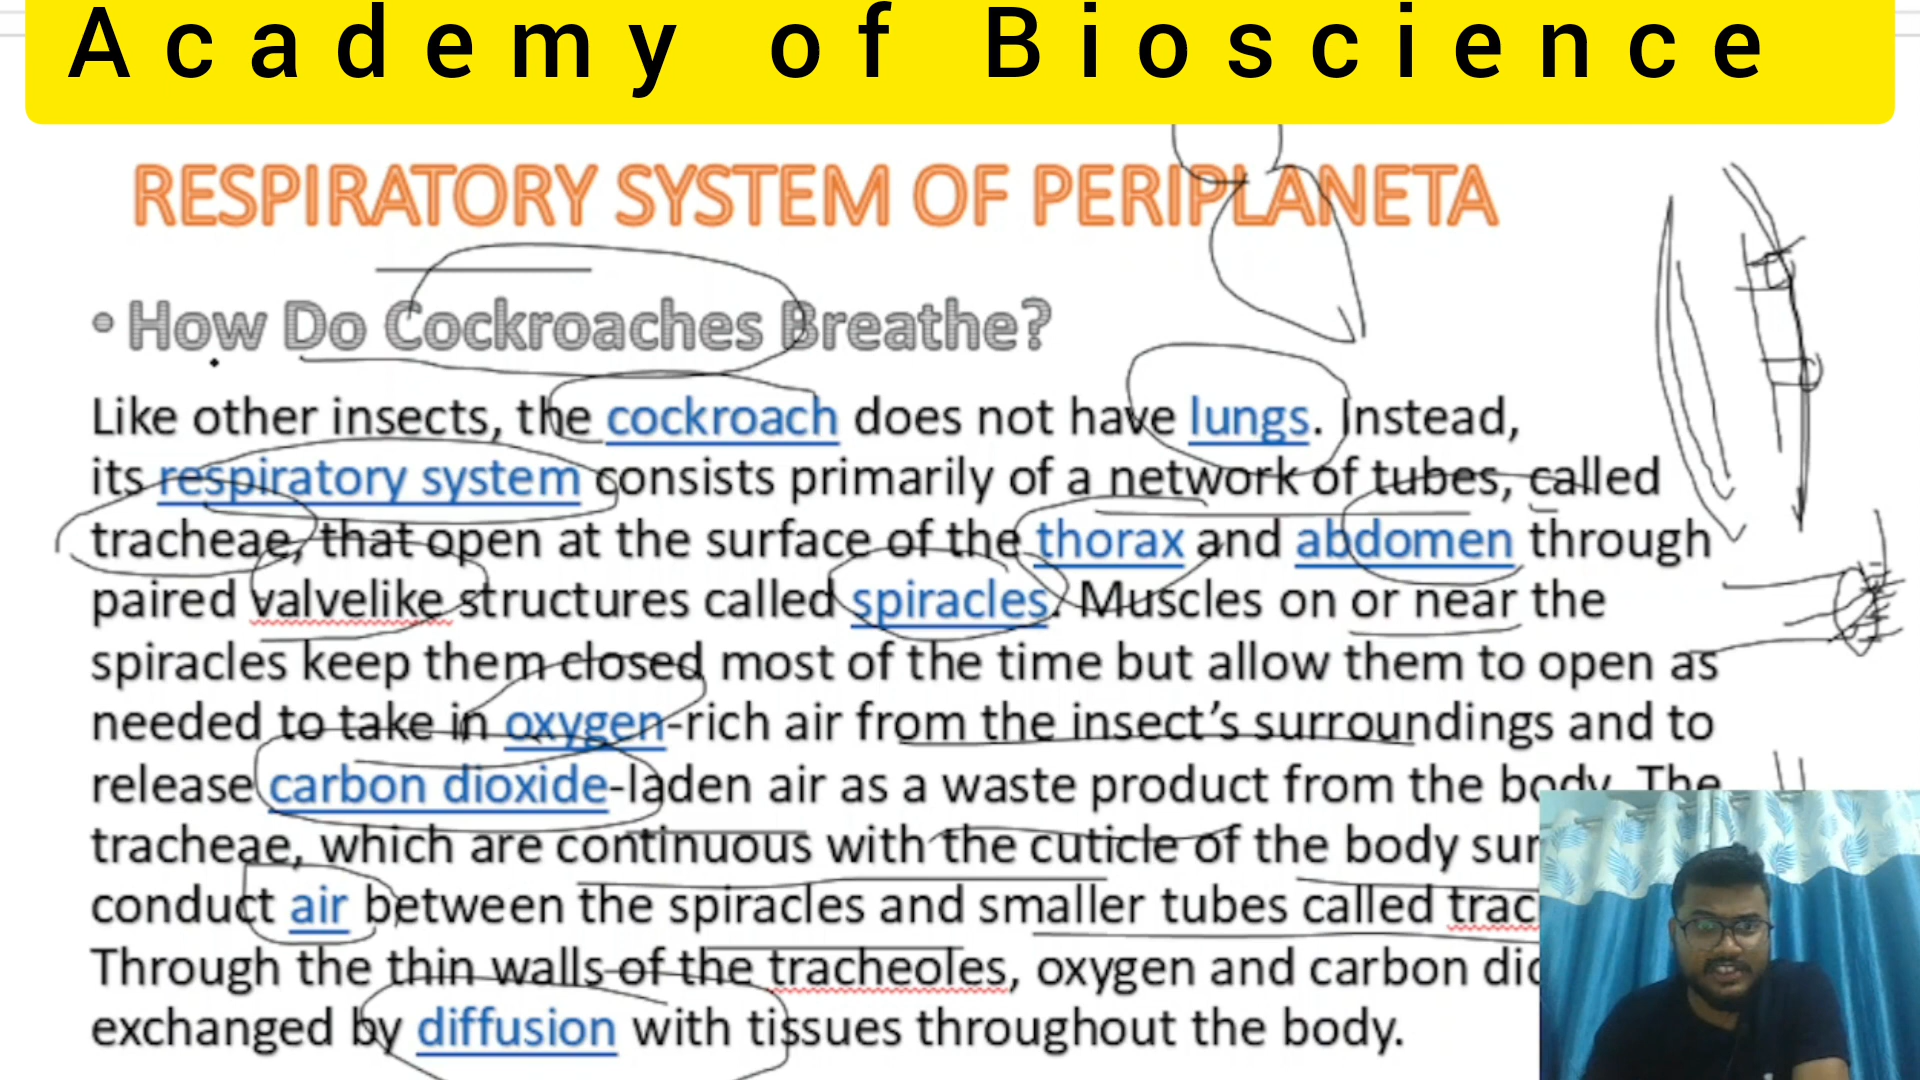 Academy of Bioscience
RESPIRATORY SYSTEM OF PERIPLANETA
• How Do Cockroaches Breathe?
Like other insects, the cockroach does not have lungs. Instead,
its respiratory system consists primarily of a network of tubes, called
tracheae, that open at the surface of the thorax and abdomen through
paired valvelike structures called spiracles. Muscles on or near the
spiracles keep them closed most of the time but allow them to open as
needed to take in oxygen-rich air from the insect’s surroundings and to
release carbon dioxide-laden air as a waste product from the body. The
tracheae, which are continuous with the cuticle of the body
conduct air between the spiracles and smaller tubes called
Through the thin walls of the tracheoles, oxygen and carbon
exchanged by diffusion with tissues throughout the body.